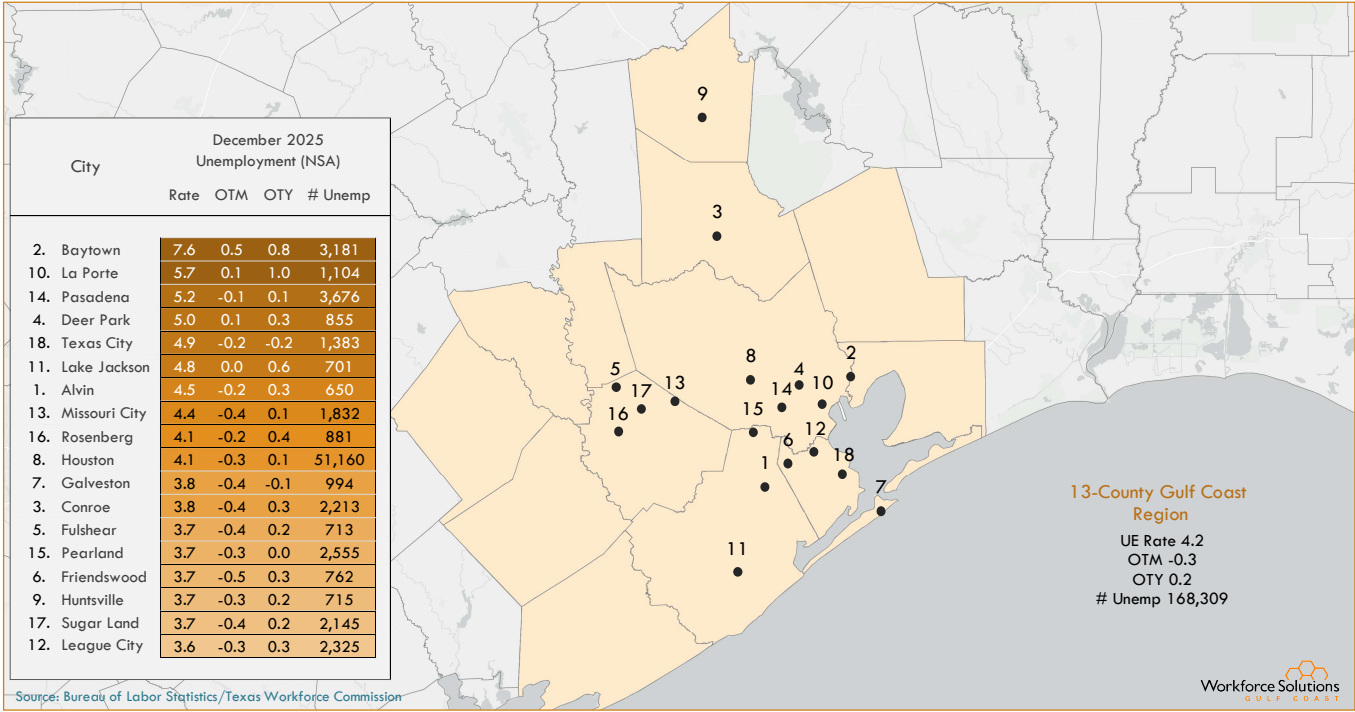 December 2025
Unemployment (NSA)
City
Rate OTM OTY # Unemp
2. Baytown 7.6 0.5 0.8 3,181
10. La Porte 5.7 0.1 1.0 1,104
14. Pasadena 5.2 -0.1 0.1 3,676
4. Deer Park 5.0 0.1 0.3 855
18. Texas City 4.9 -0.2 -0.2 1,383
11. Lake Jackson 4.8 0.0 0.6 701
1. Alvin 4.5 -0.2 0.3 650
13. Missouri City 4.4 -0.4 0.1 1,832
16. Rosenberg 4.1 -0.2 0.4 881
8. Houston 4.1 -0.3 0.1 51,160
7. Galveston 3.8 -0.4 -0.1 994
3. Conroe 3.8 -0.4 0.3 2,213
5. Fulshear 3.7 -0.4 0.2 713
15. Pearland 3.7 -0.3 0.0 2,555
6. Friendswood 3.7 -0.5 0.3 762
9. Huntsville 3.7 -0.3 0.2 715
17. Sugar Land 3.7 -0.4 0.2 2,145
12. League City 3.6 -0.3 0.3 2,325
Source: Bureau of Labor Statistics/Texas Workforce Commission
9
3
8
2
5
4
13
10
17
14
16
15
12
6
18
1
7
11
13-County Gulf Coast
Region
UE Rate 4.2
OTM -0.3
OTY 0.2
# Unemp 168,309
Workforce Solutions
GULF COAST